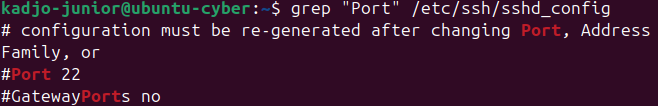 kadjo-junior@ubuntu-cyber:~$ grep "Port" /etc/ssh/sshd_config
# configuration must be re-generated after changing Port, Address
Family, or
#Port 22
#GatewayPorts no